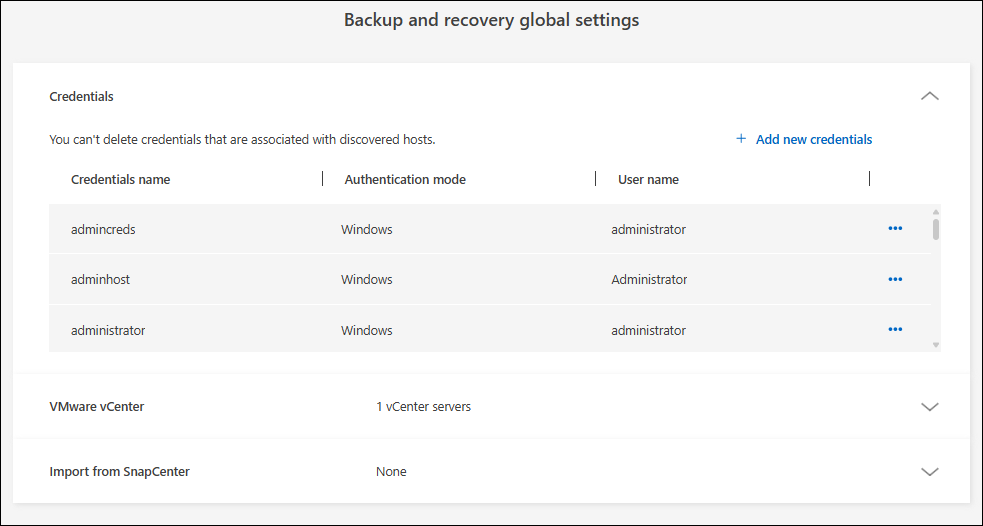 Backup and recovery global settings
Credentials
You can't delete credentials that are associated with discovered hosts.
+ Add new credentials
Credentials name Authentication mode User name
admincreds Windows administrator
adminhost Windows Administrator
administrator Windows administrator
VMware vCenter 1 vCenter servers
Import from SnapCenter None